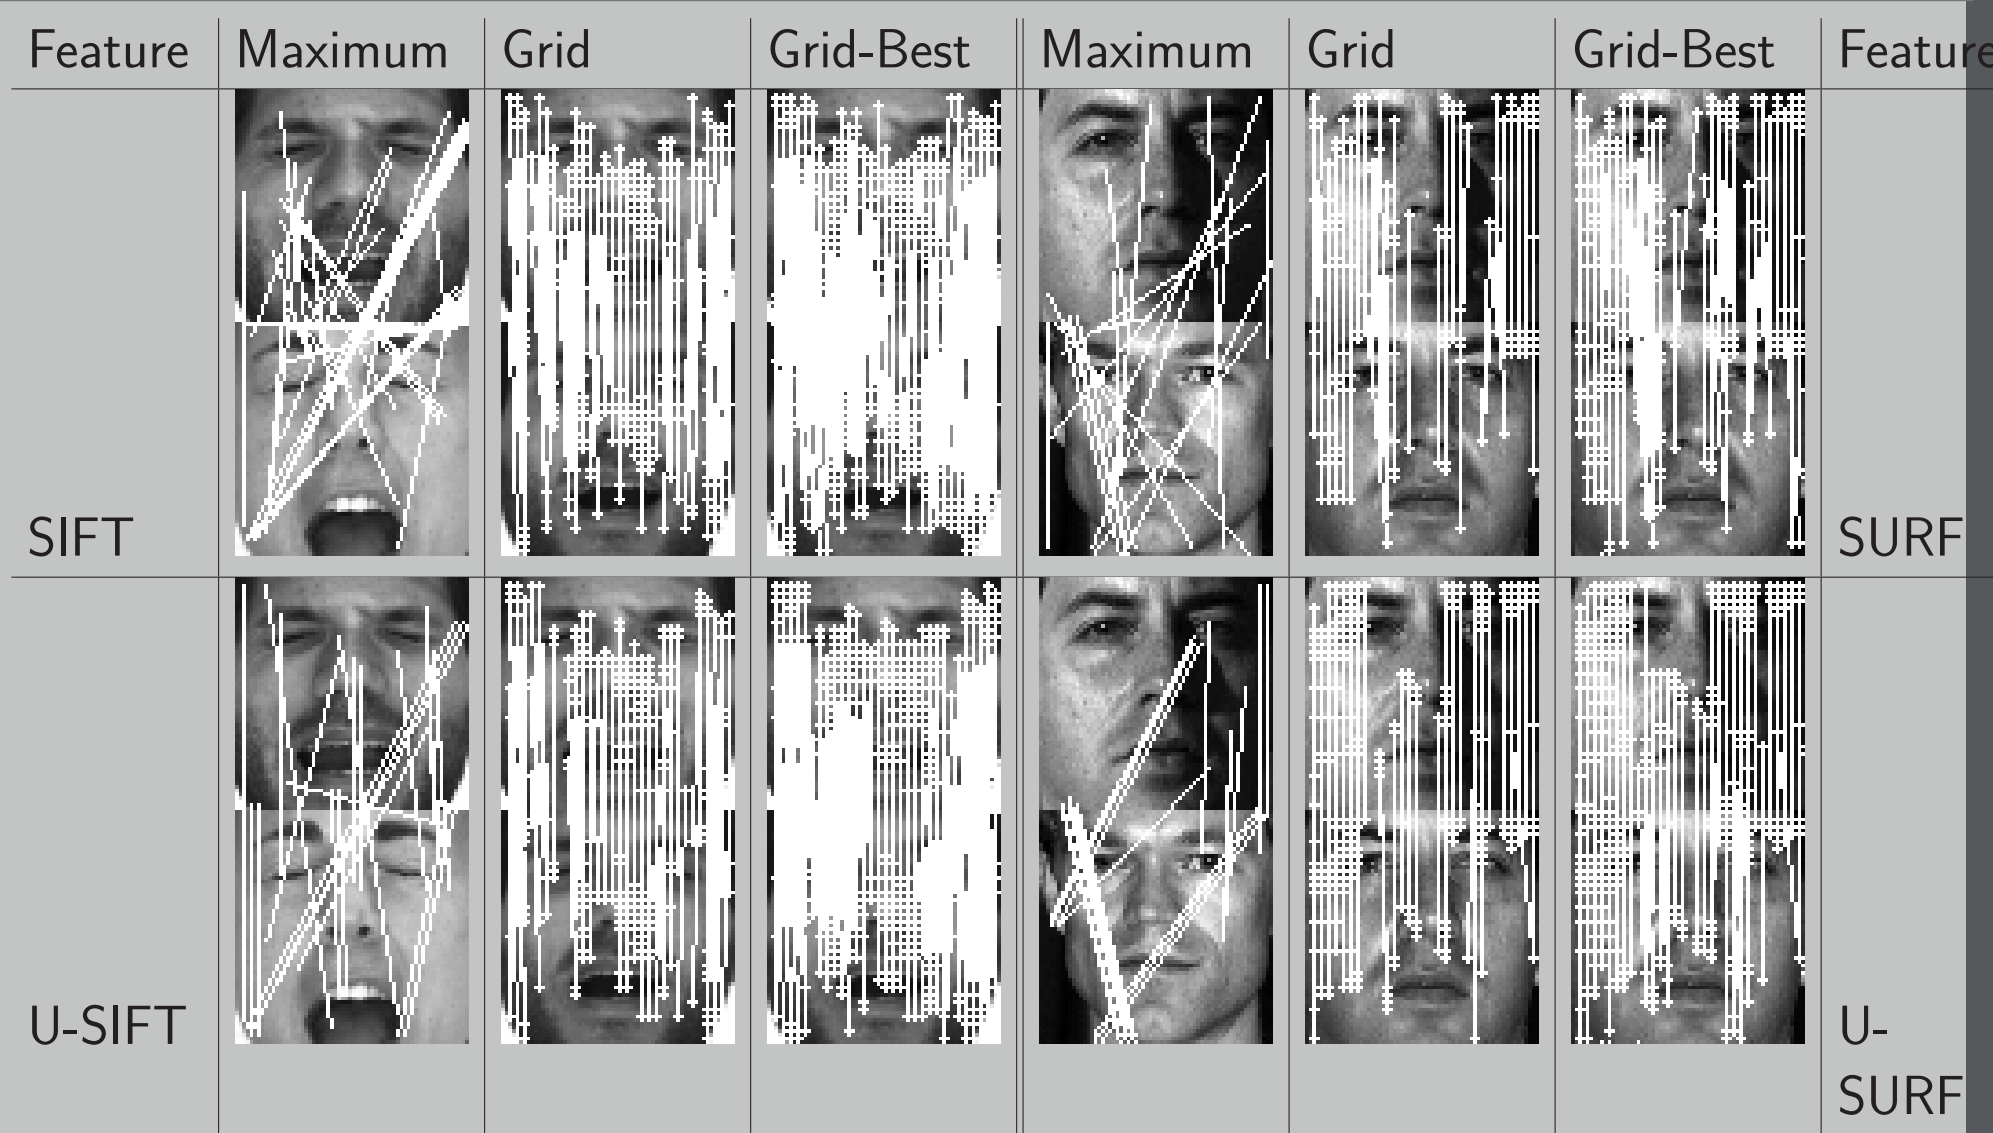 Feature Maximum Grid Grid-Best Maximum Grid Grid-Best Feature
SIFT SURF
U-SIFT U-
SURF